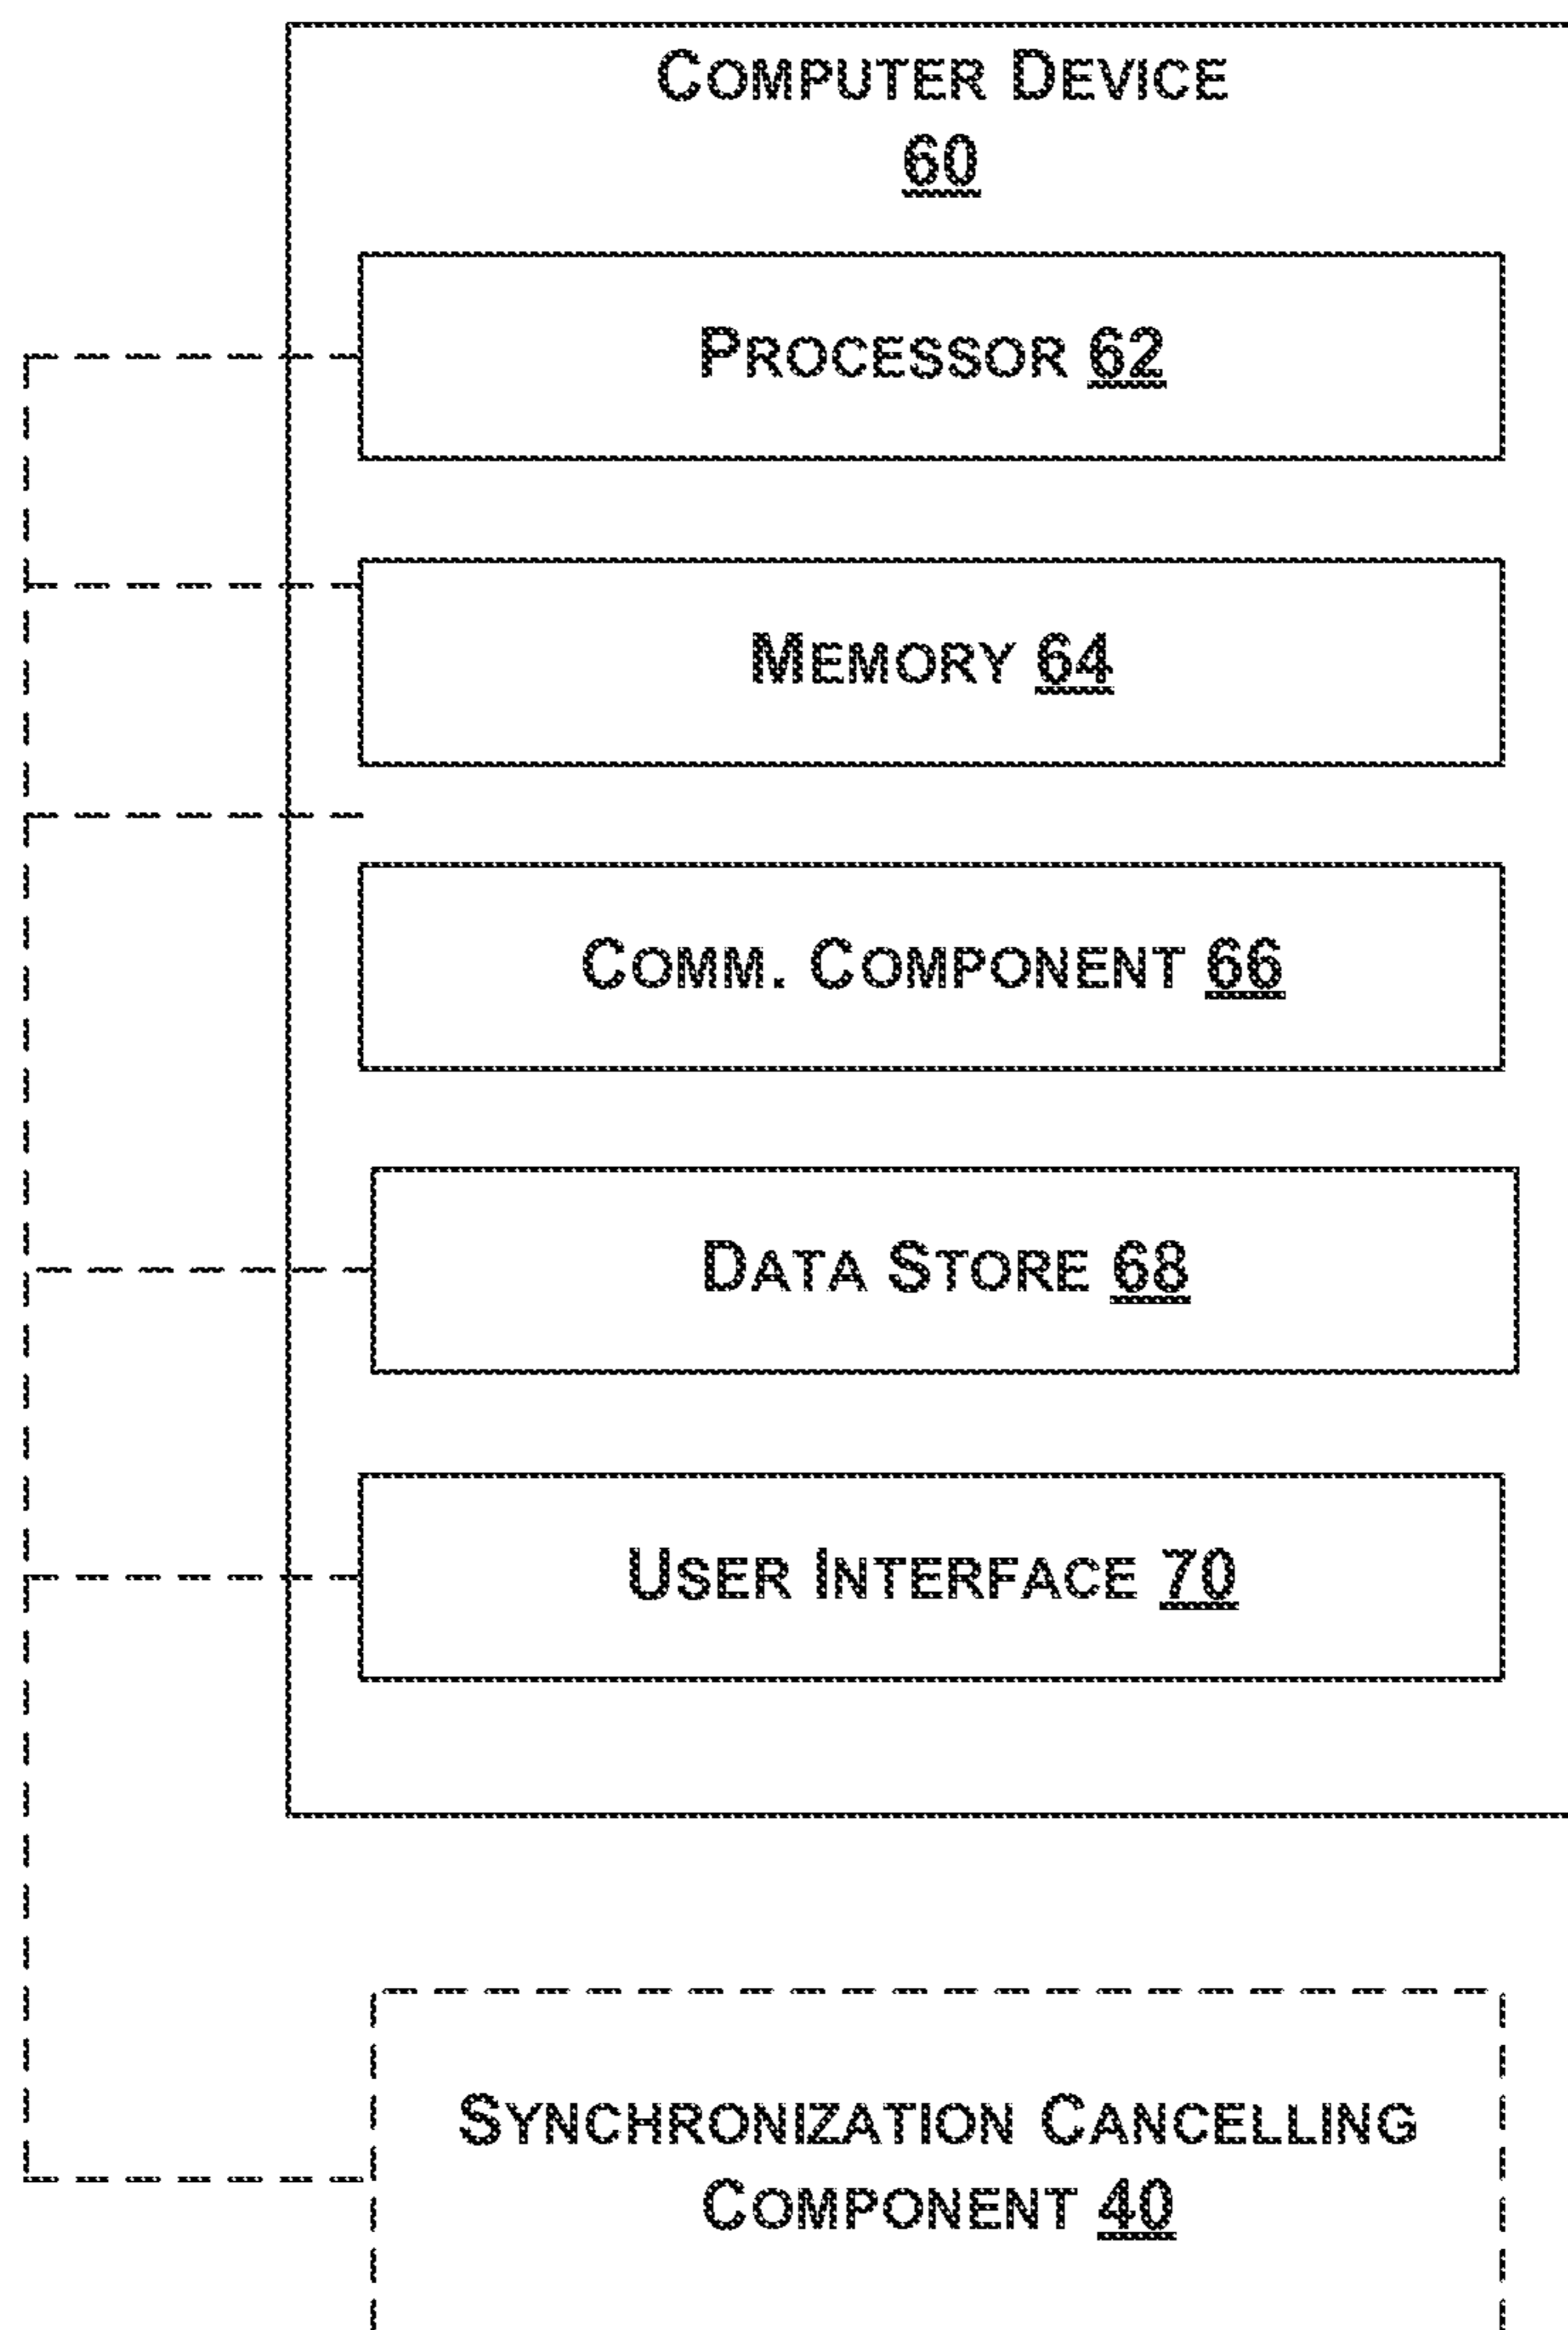 COMPUTER DEVICE
60
PROCESSOR 62
MEMORY 64
COMM. COMPONENT 66
DATA STORE 68
USER INTERFACE 70
SYNCHRONIZATION CANCELLING
COMPONENT 40